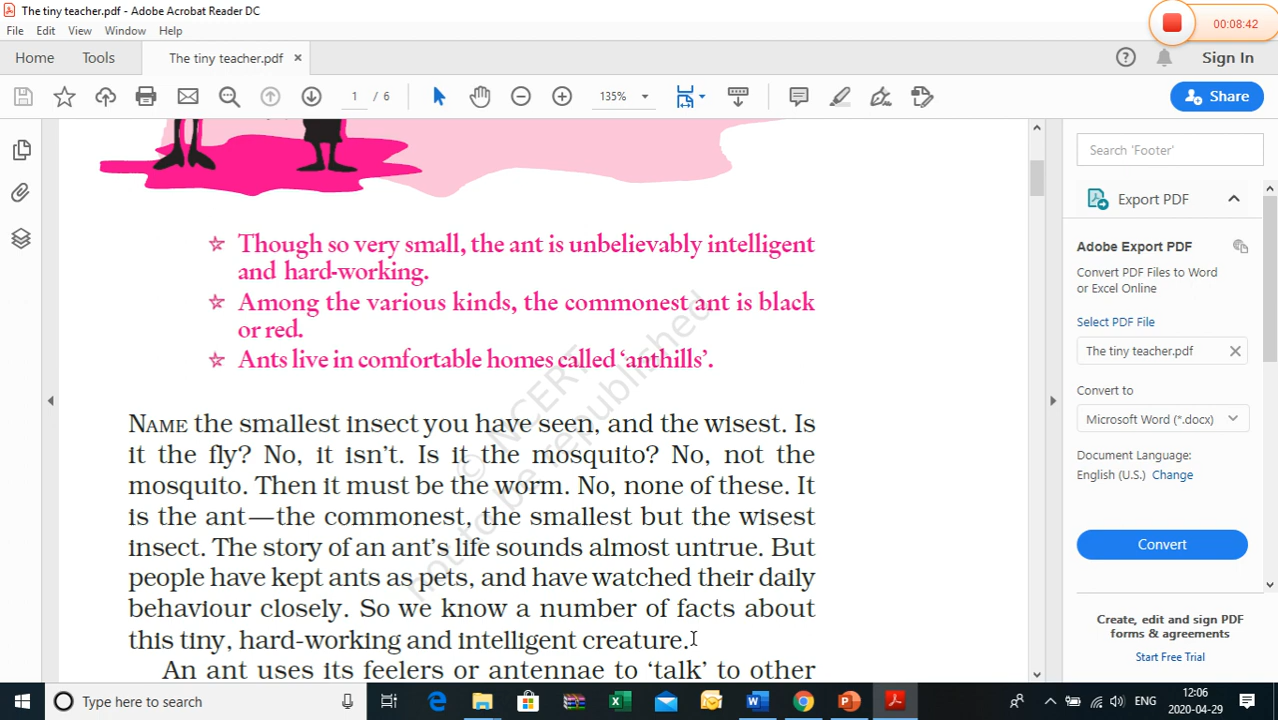 The tiny teacher.pdf - Adobe Acrobat Reader DC
00:08:42
File Edit View Window Help
Home Tools The tiny teacher.pdf × Sign In
1 / 6 135% Share
Search 'Footer'
Export PDF
Adobe Export PDF
Convert PDF Files to Word
or Excel Online
Select PDF File
The tiny teacher.pdf
Convert to
Microsoft Word (*.docx)
Document Language:
English (U.S.) Change
Convert
Create, edit and sign PDF
forms & agreements
Start Free Trial
☆ Though so very small, the ant is unbelievably intelligent
and hard-working.
☆ Among the various kinds, the commonest ant is black
or red.
☆ Ants live in comfortable homes called ‘anthills’.
NAME the smallest insect you have seen, and the wisest. Is
it the fly? No, it isn’t. Is it the mosquito? No, not the
mosquito. Then it must be the worm. No, none of these. It
is the ant—the commonest, the smallest but the wisest
insect. The story of an ant’s life sounds almost untrue. But
people have kept ants as pets, and have watched their daily
behaviour closely. So we know a number of facts about
this tiny, hard-working and intelligent creature.
An ant uses its feelers or antennae to ‘talk’ to other
© NCERT
not to be republished
Type here to search
ENG
12:06
2020-04-29